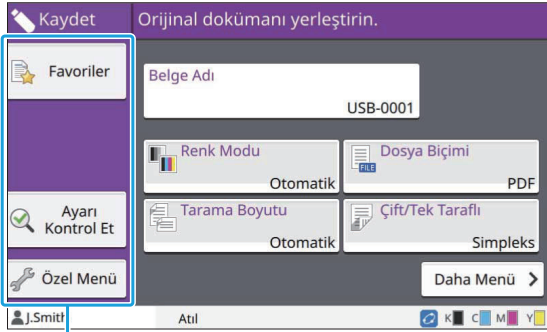 Kaydet
Orijinal dokümanı yerleştirin.
Favoriler
Belge Adı
USB-0001
Renk Modu
Otomatik
Dosya Biçimi
FILE
PDF
Ayarı
Kontrol Et
Tarama Boyutu
Otomatik
Çift/Tek Taraflı
Simpleks
Özel Menü
Daha Menü
J.Smith
Atıl
K C M Y